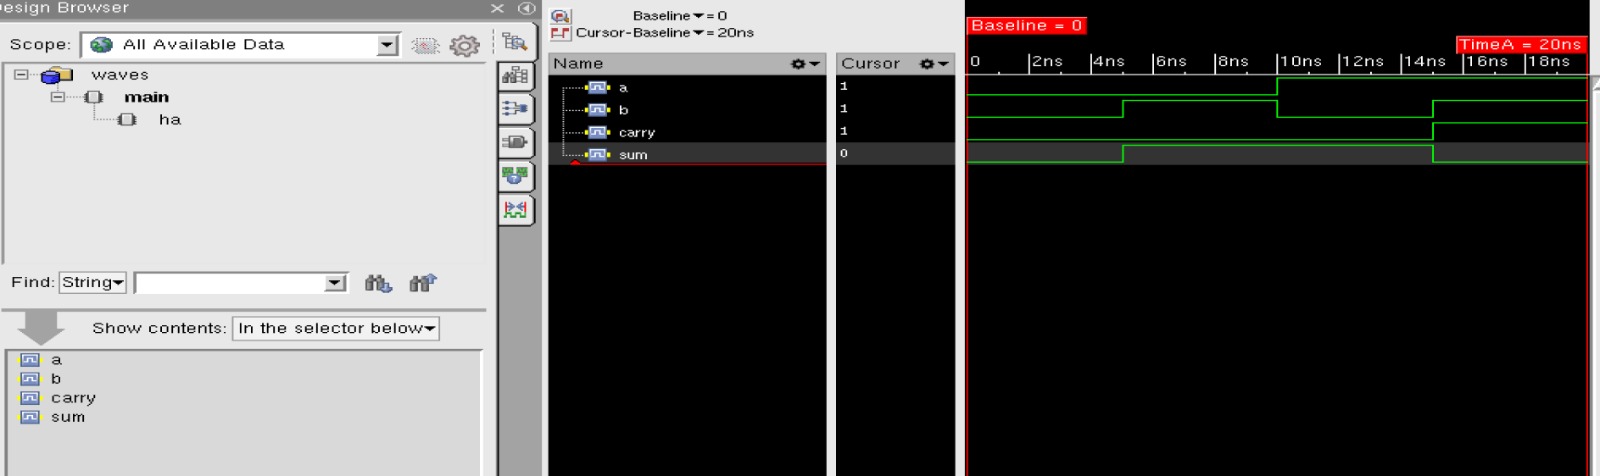 esign Browser
Scope: All Available Data
waves
main
ha
Find: String
Show contents: In the selector below
a
b
carry
sum
Baseline = 0
Cursor-Baseline = 20ns
Name
Cursor
a 1
b 1
carry 1
sum 0
Baseline = 0
TimeA = 20ns
0 2ns 4ns 6ns 8ns 10ns 12ns 14ns 16ns 18ns